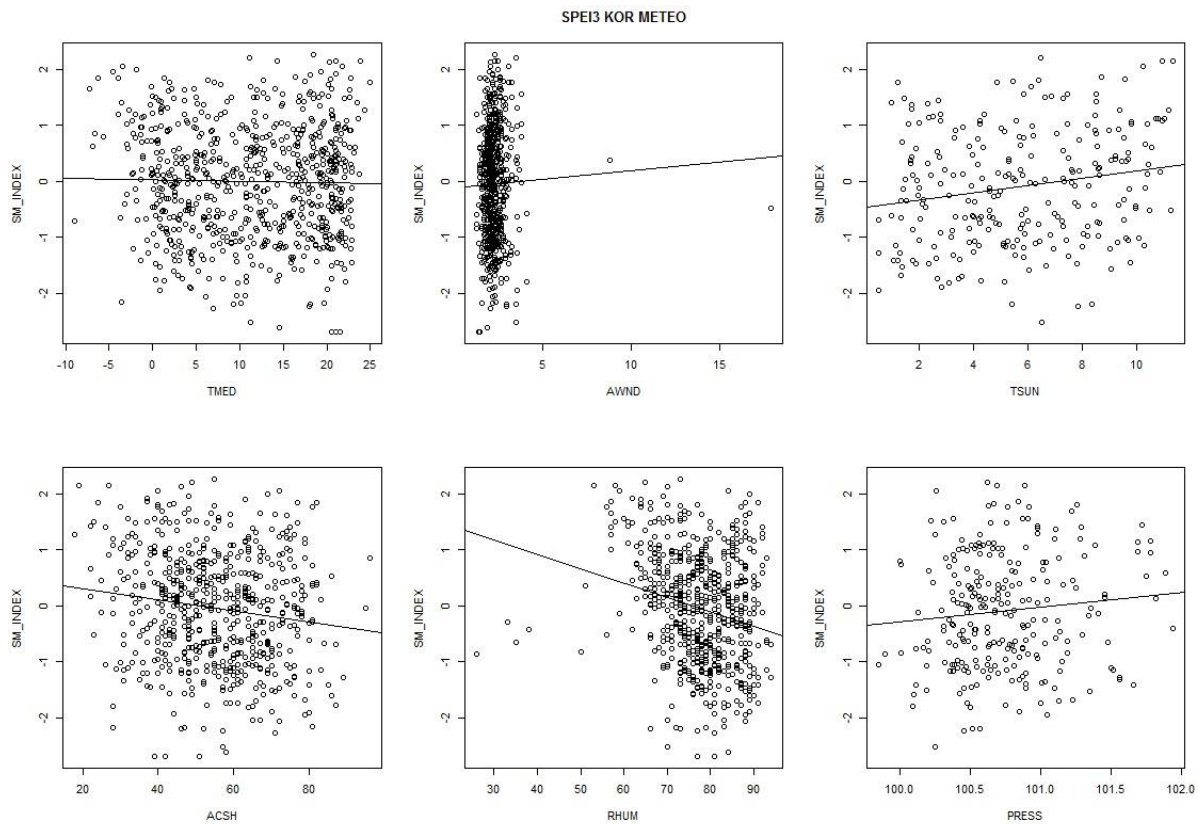 SPEI3 KOR METEO
SM_INDEX
2
1
0
-1
-2
-10 -5 0 5 10 15 20 25
TMED
SM_INDEX
2
1
0
-1
-2
5 10 15
AWND
SM_INDEX
2
1
0
-1
-2
2 4 6 8 10
TSUN
SM_INDEX
2
1
0
-1
-2
20 40 60 80
ACSH
SM_INDEX
2
1
0
-1
-2
30 40 50 60 70 80 90
RHUM
SM_INDEX
2
1
0
-1
-2
100.0 100.5 101.0 101.5 102.0
PRESS